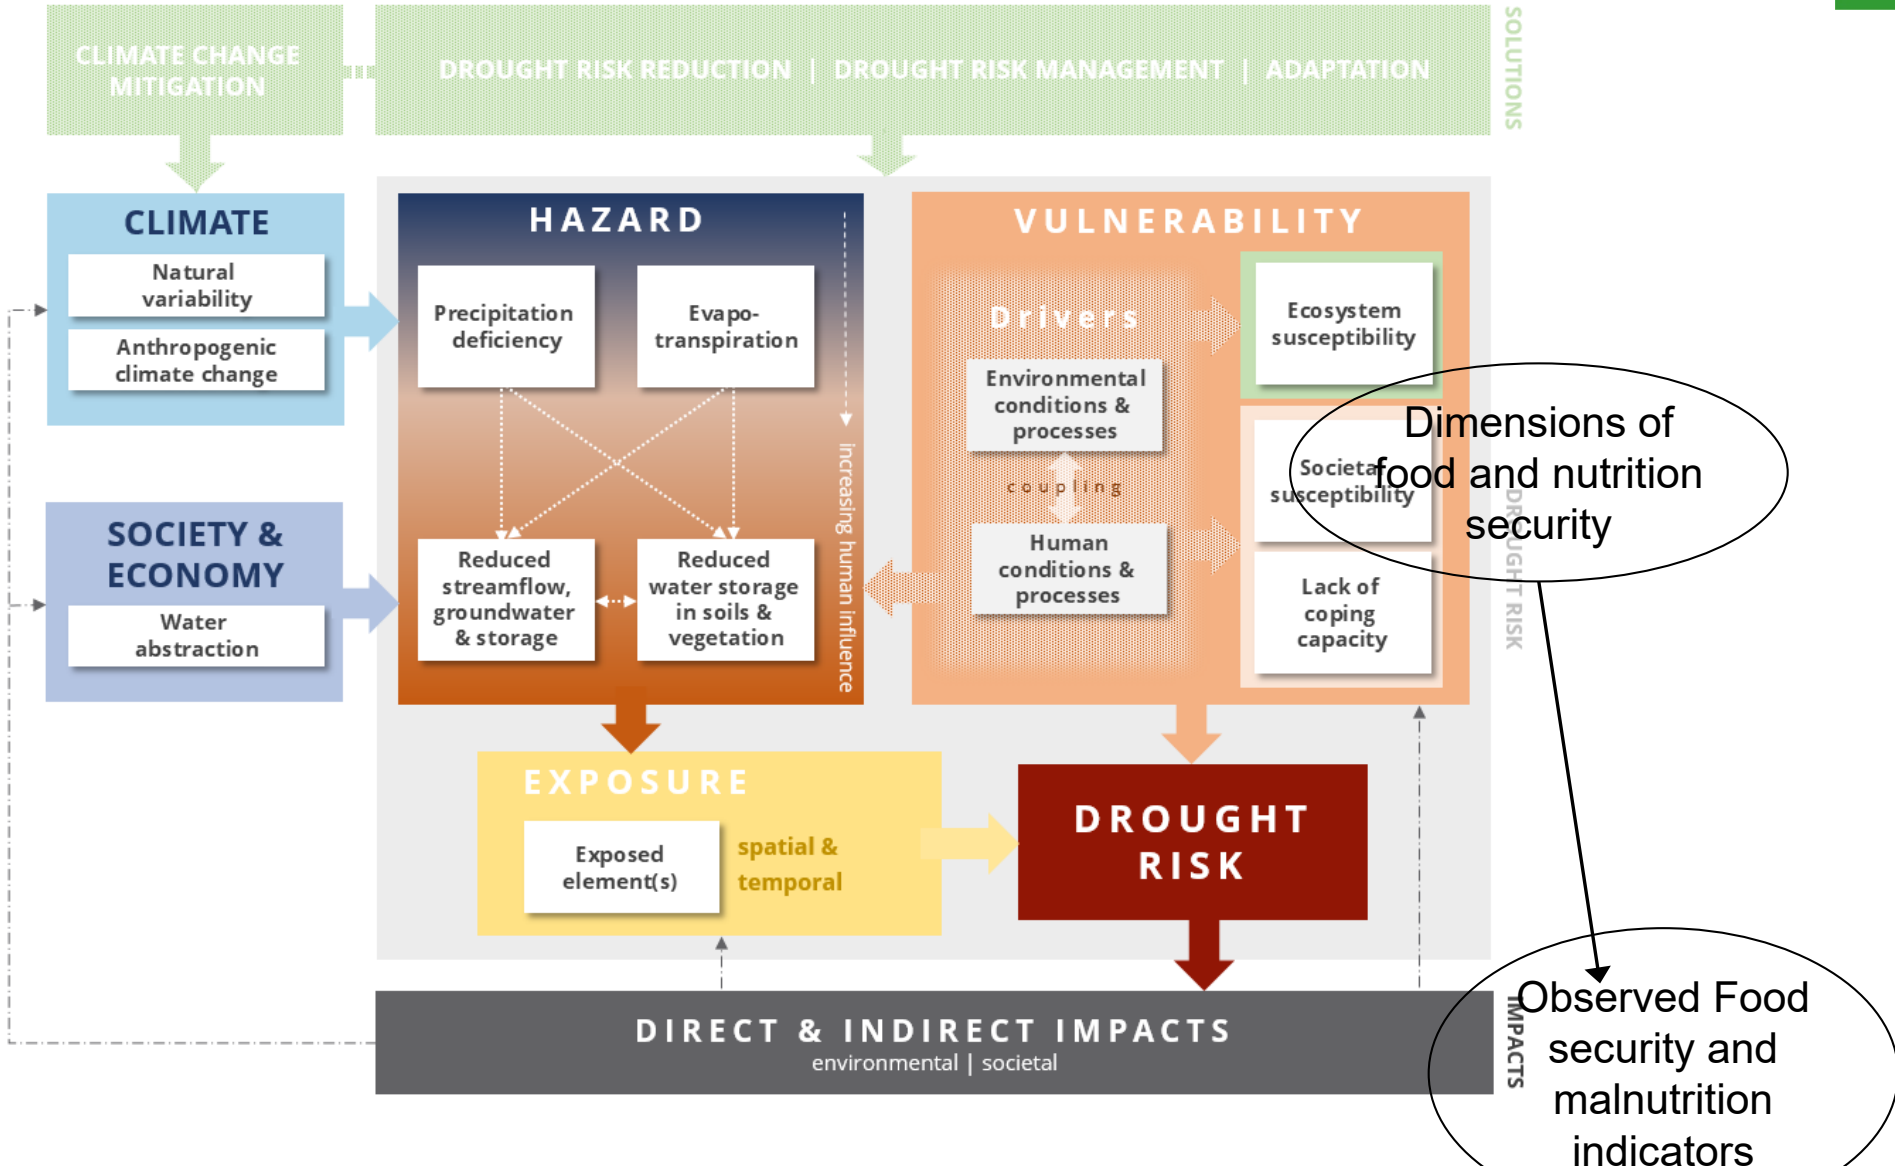 CLIMATE CHANGE
MITIGATION
DROUGHT RISK REDUCTION | DROUGHT RISK MANAGEMENT | ADAPTATION
SOLUTIONS
CLIMATE
Natural
variability
Anthropogenic
climate change
SOCIETY &
ECONOMY
Water
abstraction
HAZARD
Precipitation
deficiency
Evapo-
transpiration
Reduced
streamflow,
groundwater
& storage
Reduced
water storage
in soils &
vegetation
increasing human influence
VULNERABILITY
Drivers
Environmental
conditions &
processes
coupling
Human
conditions &
processes
Ecosystem
susceptibility
Societal
susceptibility
Lack of
coping
capacity
Dimensions of
food and nutrition
security
DROUGHT RISK
EXPOSURE
Exposed
element(s)
spatial &
temporal
DROUGHT
RISK
DIRECT & INDIRECT IMPACTS
environmental | societal
IMPACTS
Observed Food
security and
malnutrition
indicators